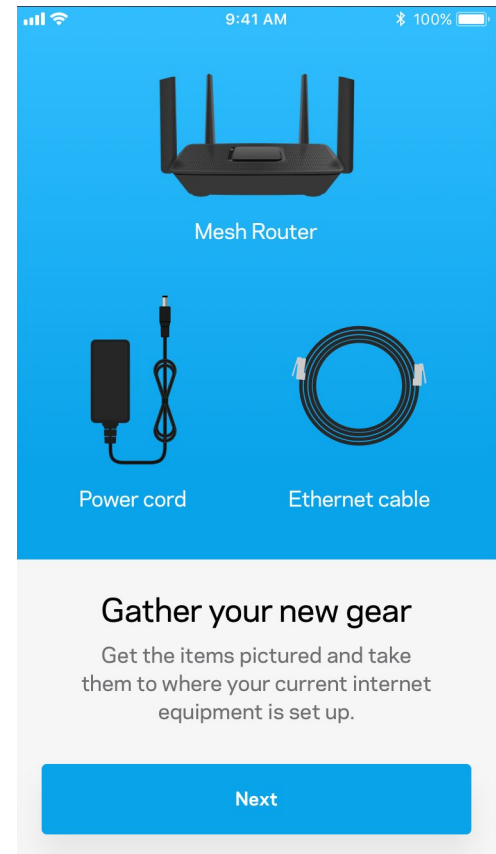 9:41 AM 100%
Mesh Router
Power cord Ethernet cable
Gather your new gear
Get the items pictured and take
them to where your current internet
equipment is set up.
Next